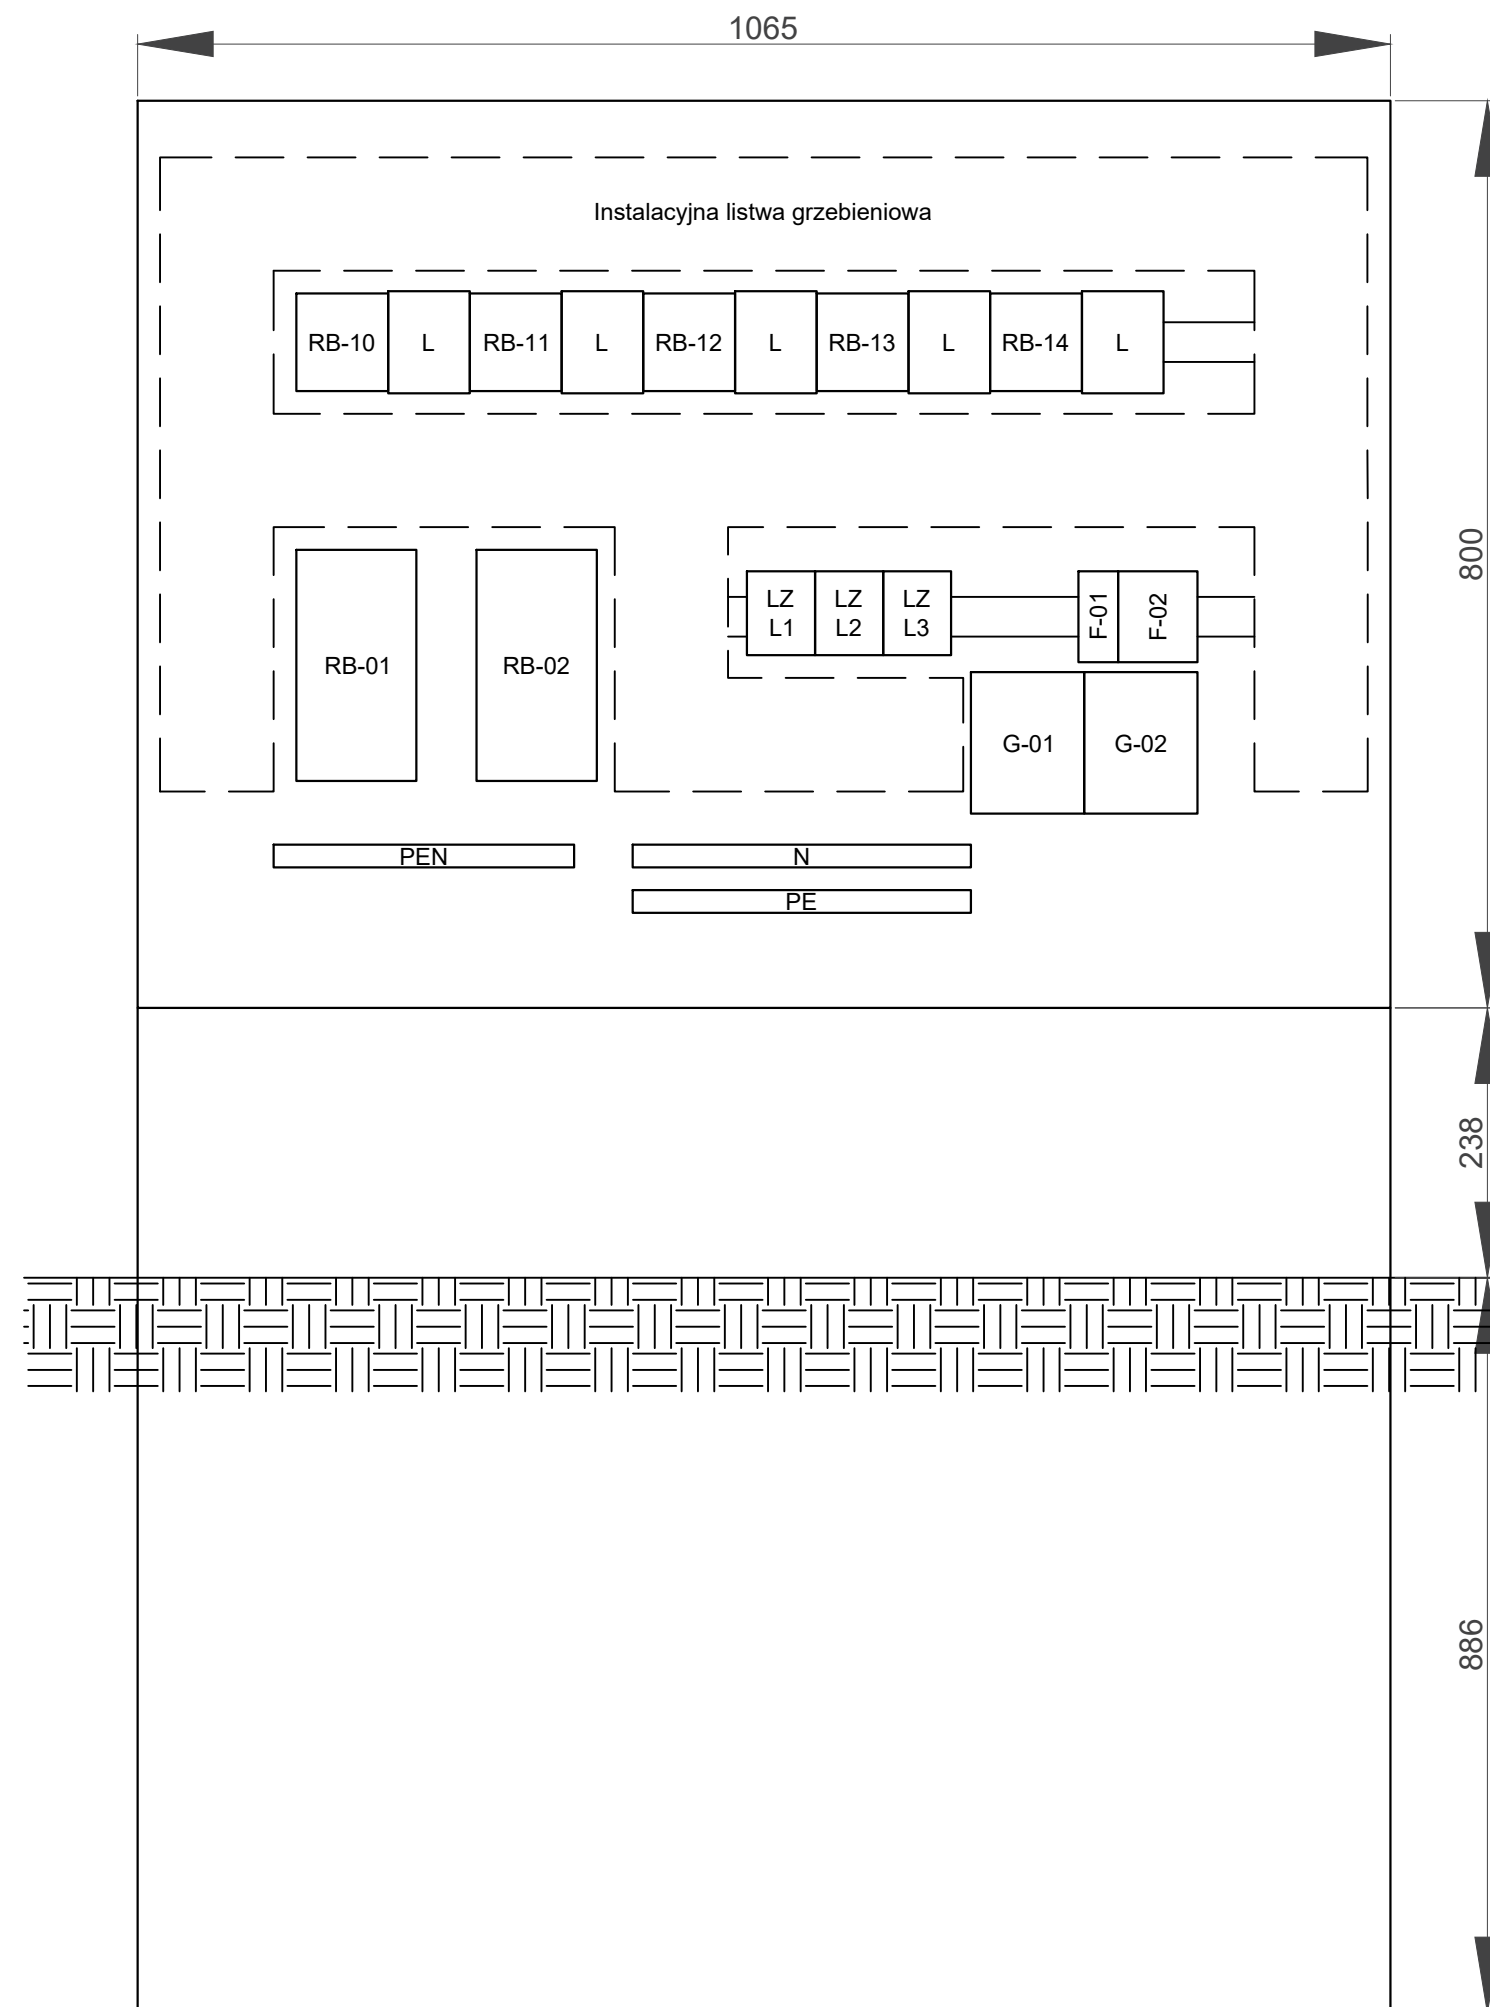 1065
Instalacyjna listwa grzebieniowa
RB-10 L RB-11 L RB-12 L RB-13 L RB-14 L
800
LZ L1
LZ L2
LZ L3
F-01
F-02
RB-01
RB-02
G-01
G-02
PEN
N
PE
238
886